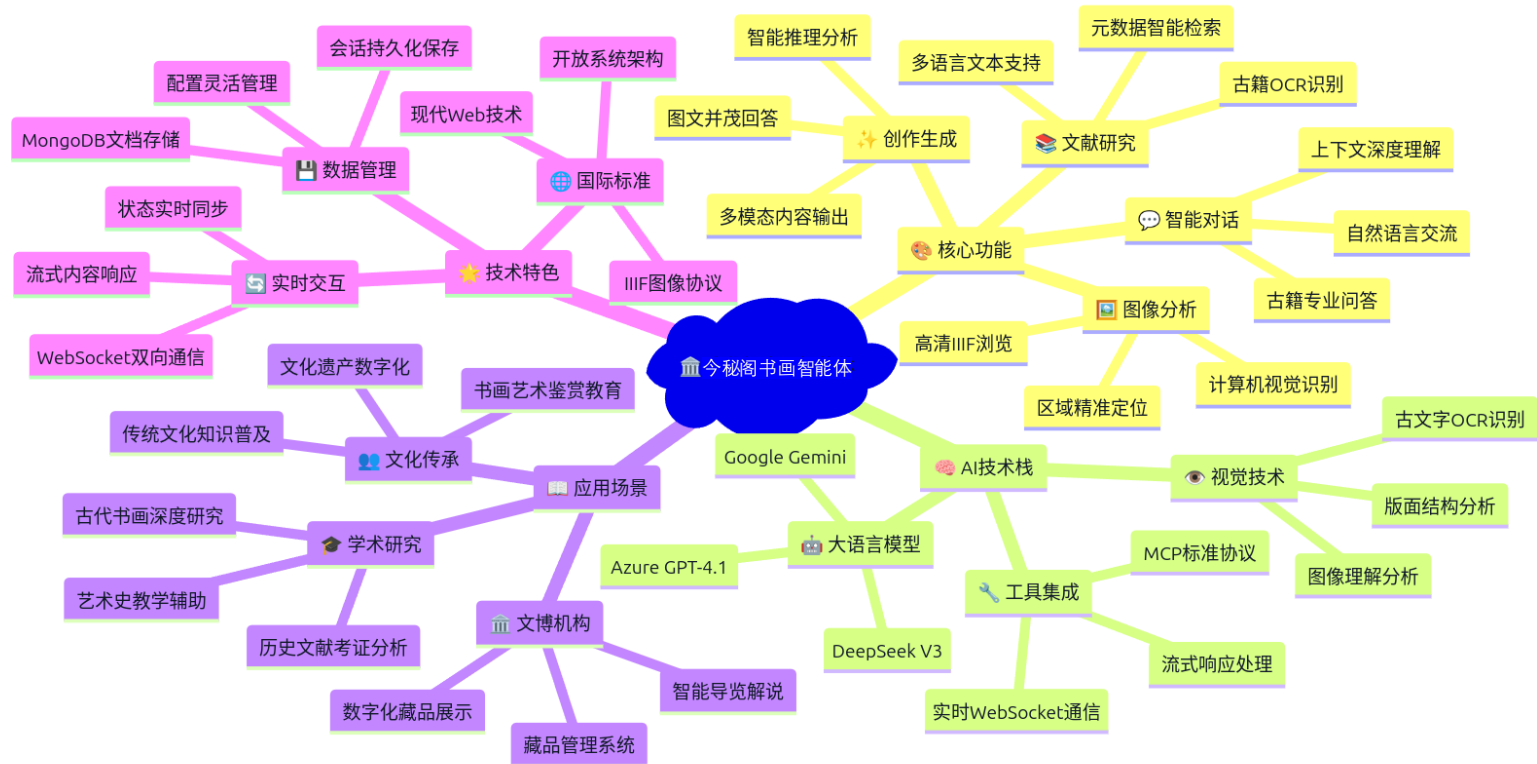 🏛️今秘阁书画智能体
🎨 核心功能
📚 文献研究
元数据智能检索
古籍OCR识别
多语言文本支持
💬 智能对话
上下文深度理解
自然语言交流
古籍专业问答
🖼️ 图像分析
高清IIIF浏览
区域精准定位
计算机视觉识别
✨ 创作生成
智能推理分析
图文并茂回答
多模态内容输出
🧠 AI技术栈
🤖 大语言模型
Google Gemini
Azure GPT-4.1
DeepSeek V3
👁️ 视觉技术
古文字OCR识别
版面结构分析
图像理解分析
🔧 工具集成
MCP标准协议
流式响应处理
实时WebSocket通信
📖 应用场景
🎓 学术研究
古代书画深度研究
艺术史教学辅助
历史文献考证分析
🏛️ 文博机构
数字化藏品展示
藏品管理系统
智能导览解说
👥 文化传承
传统文化知识普及
文化遗产数字化
书画艺术鉴赏教育
🌟 技术特色
🌐 国际标准
IIIF图像协议
现代Web技术
开放系统架构
🔄 实时交互
WebSocket双向通信
流式内容响应
状态实时同步
💾 数据管理
MongoDB文档存储
配置灵活管理
会话持久化保存